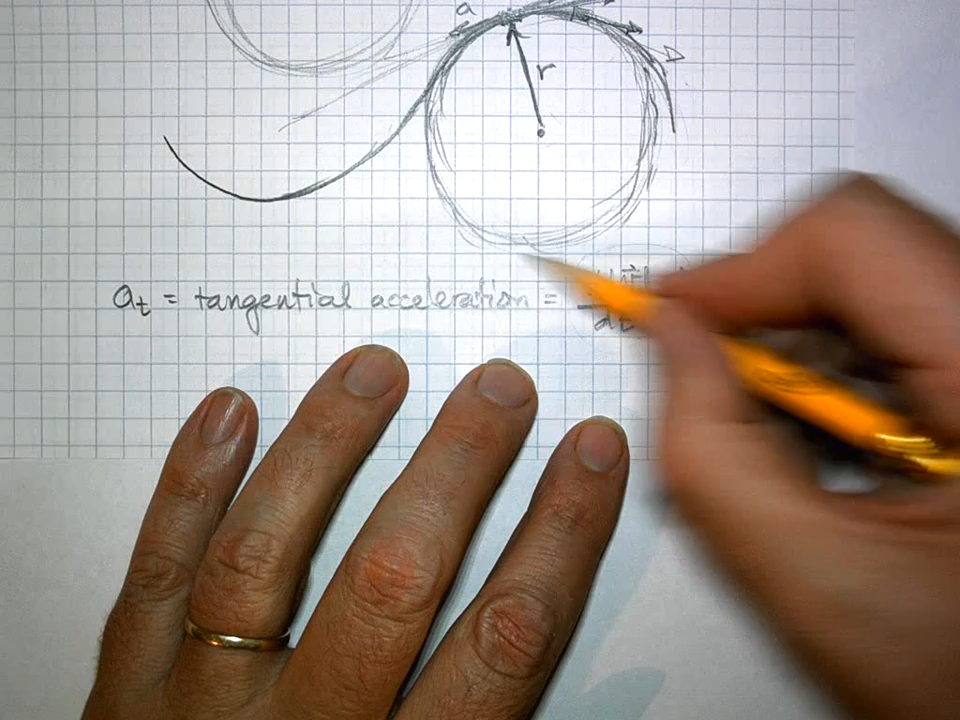 a
r
a_t = tangential acceleration =